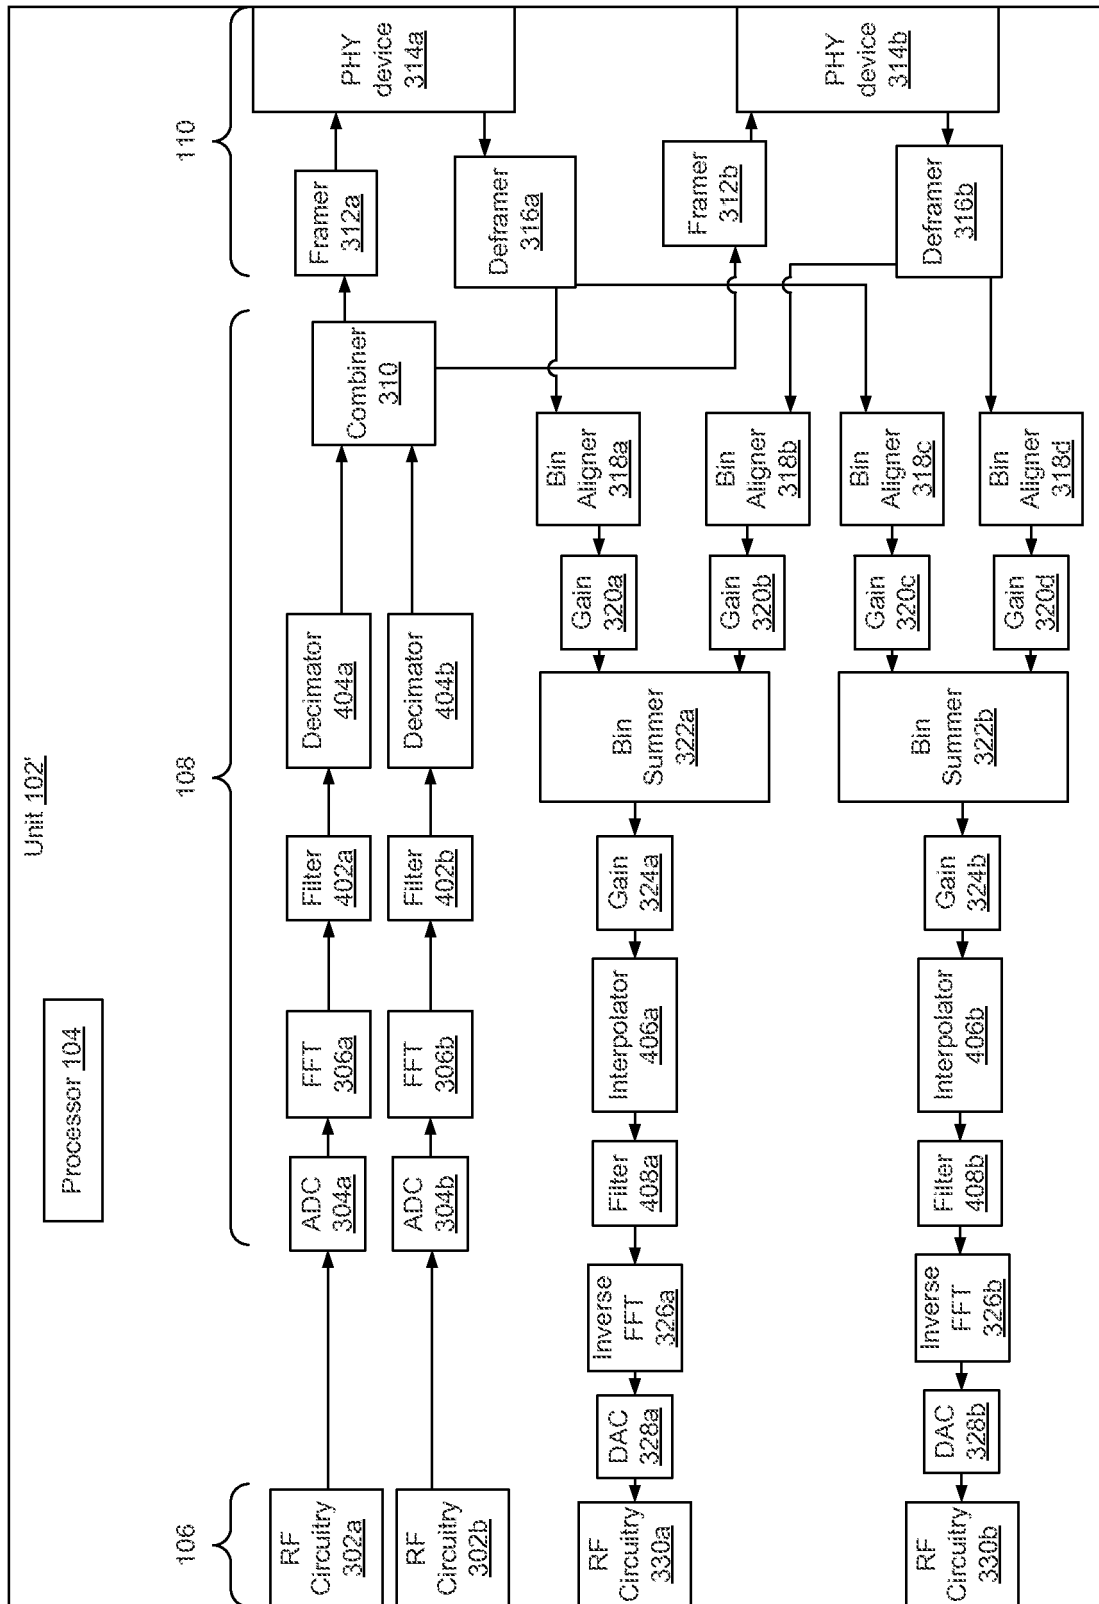 Unit 102'
Processor 104
106
108
110
RF
Circuitry
302a
ADC
304a
FFT
306a
Filter
402a
Decimator
404a
Combiner
310
Framer
312a
PHY
device
314a
RF
Circuitry
302b
ADC
304b
FFT
306b
Filter
402b
Decimator
404b
Deframer
316a
RF
Circuitry
330a
DAC
328a
Inverse
FFT
326a
Filter
408a
Interpolator
406a
Gain
324a
Bin
Summer
322a
Gain
320a
Bin
Aligner
318a
Gain
320b
Bin
Aligner
318b
Framer
312b
PHY
device
314b
RF
Circuitry
330b
DAC
328b
Inverse
FFT
326b
Filter
408b
Interpolator
406b
Gain
324b
Bin
Summer
322b
Gain
320c
Bin
Aligner
318c
Gain
320d
Bin
Aligner
318d
Deframer
316b